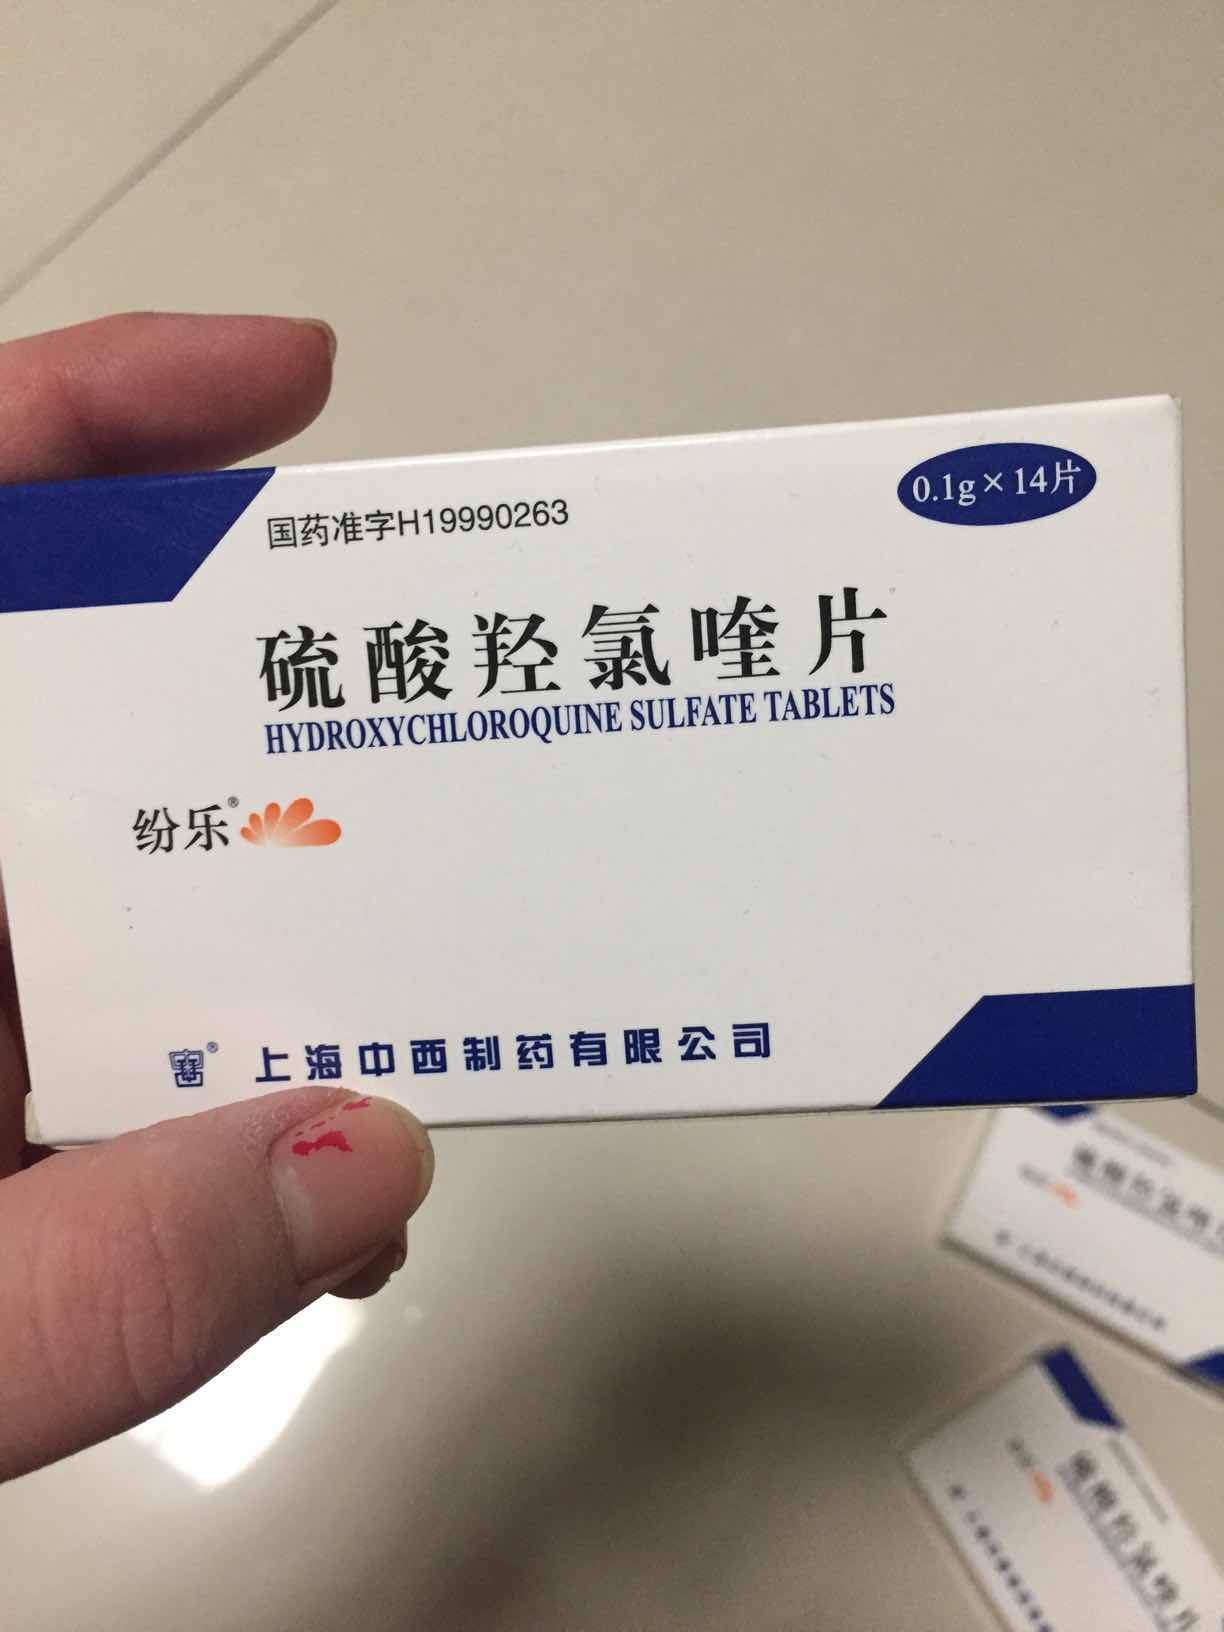 国药准字H19990263
0.1g×14片
硫酸羟氯喹片
HYDROXYCHLOROQUINE SULFATE TABLETS
纷乐®
® 上海中西制药有限公司